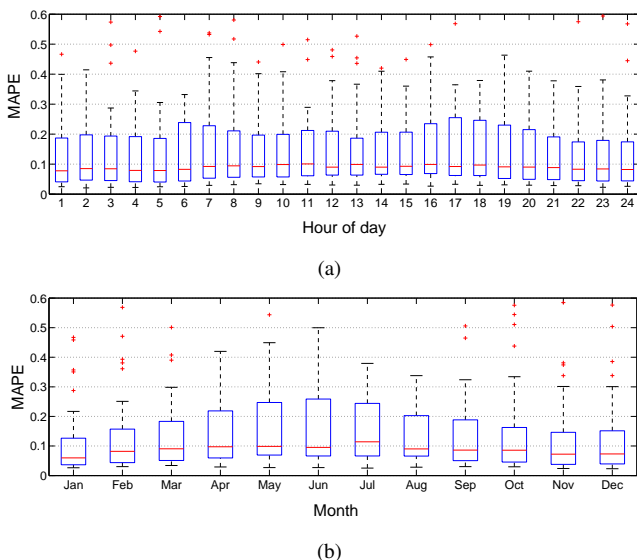 0.6
0.5
0.4
0.3
0.2
0.1
0
MAPE
1 2 3 4 5 6 7 8 9 10 11 12 13 14 15 16 17 18 19 20 21 22 23 24
Hour of day
(a)
0.6
0.5
0.4
0.3
0.2
0.1
0
MAPE
Jan Feb Mar Apr May Jun Jul Aug Sep Oct Nov Dec
Month
(b)